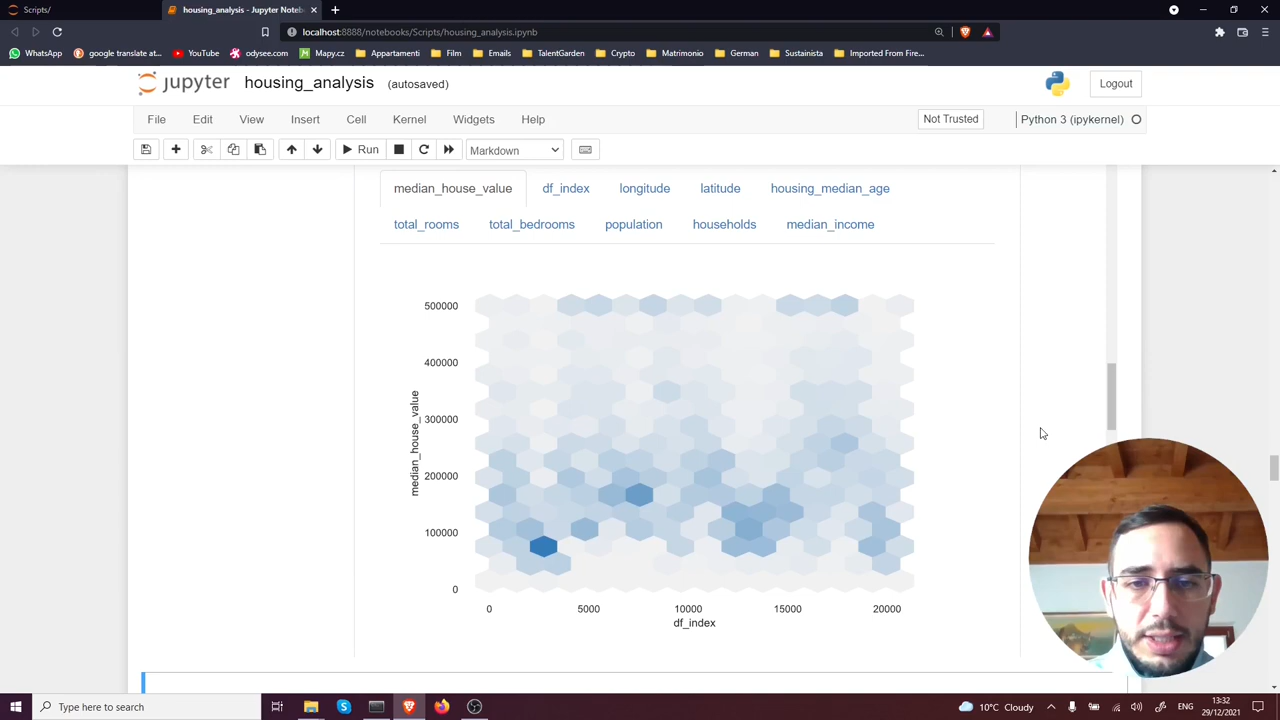 Scripts/
housing_analysis - Jupyter Noteb
localhost:8888/notebooks/Scripts/housing_analysis.ipynb
WhatsApp
google translate at...
YouTube
odysee.com
Mapy.cz
Appartamenti
Film
Emails
TalentGarden
Crypto
Matrimonio
German
Sustainista
Imported From Fire...
jupyter housing_analysis (autosaved)
Logout
File Edit View Insert Cell Kernel Widgets Help
Not Trusted
Python 3 (ipykernel)
Run
Markdown
median_house_value df_index longitude latitude housing_median_age
total_rooms total_bedrooms population households median_income
500000
400000
300000
200000
100000
0
median_house_value
0 5000 10000 15000 20000
df_index
Type here to search
10°C Cloudy
13:32
29/12/2021